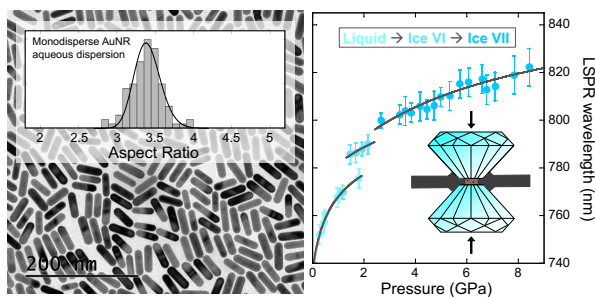 Monodisperse AuNR
aqueous dispersion
2 2.5 3 3.5 4 4.5 5
Aspect Ratio
200 nm
Liquid → Ice VI → Ice VII
840
820
800
780
760
740
LSPR wavelength (nm)
0 2 4 6 8
Pressure (GPa)